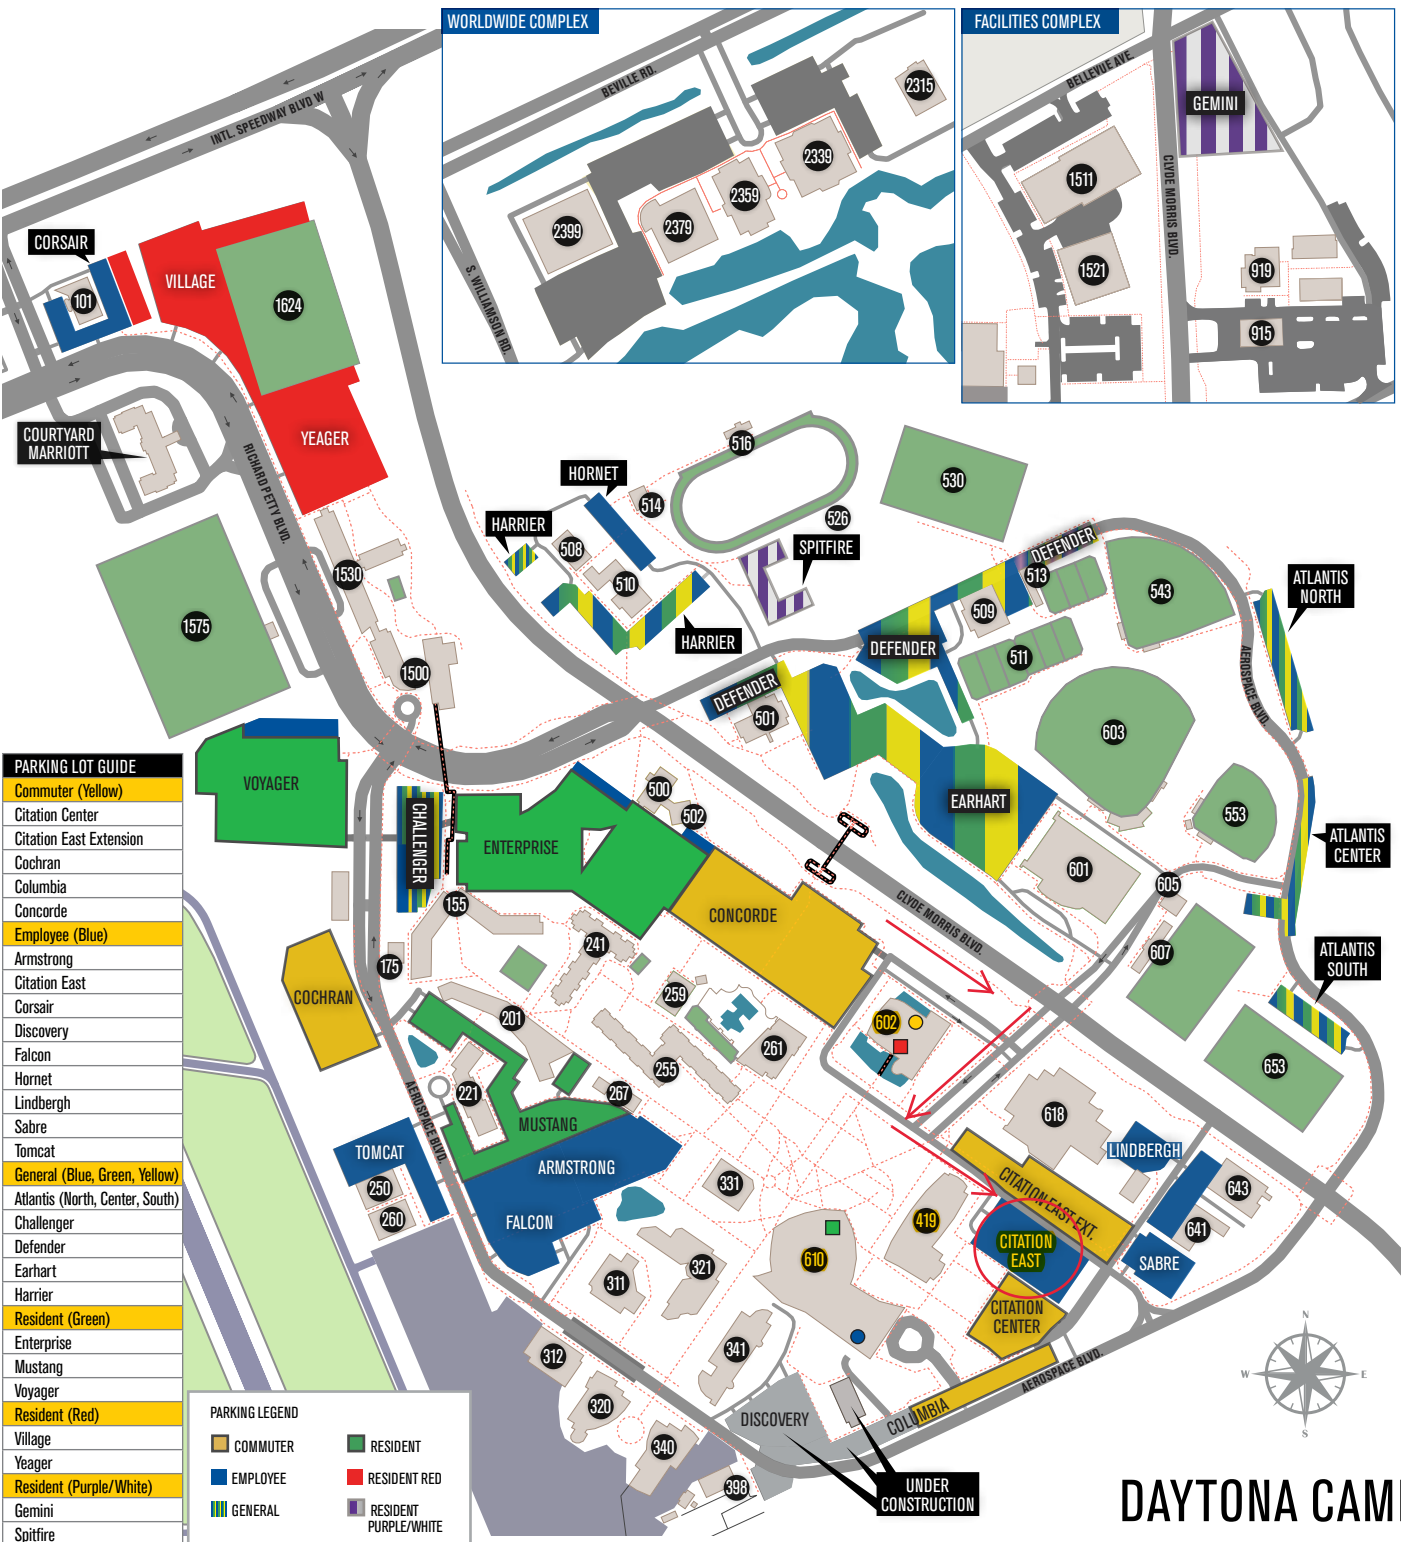 WORLDWIDE COMPLEX
BEVILLE RD.
S. WILLIAMSON RD.
2315
2339
2359
2379
2399
FACILITIES COMPLEX
BELLEVUE AVE.
GEMINI
CLYDE MORRIS BLVD.
1511
1521
919
915
INTL. SPEEDWAY BLVD W
CORSAIR
101
VILLAGE
1624
YEAGER
COURTYARD
MARRIOTT
RICHARD PETTY BLVD.
1575
1530
1500
HORNET
HARRIER
508
510
514
516
526
SPITFIRE
HARRIER
530
DEFENDER
513
509
511
543
DEFENDER
DEFENDER
501
ATLANTIS
NORTH
AEROSPACE BLVD.
603
553
ATLANTIS
CENTER
EARHART
601
605
607
ATLANTIS
SOUTH
653
VOYAGER
CHALLENGER
ENTERPRISE
500
502
CONCORDE
CLYDE MORRIS BLVD.
155
175
241
COCHRAN
201
259
255
261
267
602
221
MUSTANG
AEROSPACE BLVD.
TOMCAT
250
260
ARMSTRONG
FALCON
331
311
321
341
312
320
340
398
419
610
618
LINDBERGH
643
641
SABRE
CITATION EAST EXT.
CITATION
EAST
CITATION
CENTER
COLUMBIA
AEROSPACE BLVD.
DISCOVERY
UNDER
CONSTRUCTION
N
W
E
S
DAYTONA CAM
PARKING LOT GUIDE
Commuter (Yellow)
Citation Center
Citation East Extension
Cochran
Columbia
Concorde
Employee (Blue)
Armstrong
Citation East
Corsair
Discovery
Falcon
Hornet
Lindbergh
Sabre
Tomcat
General (Blue, Green, Yellow)
Atlantis (North, Center, South)
Challenger
Defender
Earhart
Harrier
Resident (Green)
Enterprise
Mustang
Voyager
Resident (Red)
Village
Yeager
Resident (Purple/White)
Gemini
Spitfire
PARKING LEGEND
COMMUTER
EMPLOYEE
GENERAL
RESIDENT
RESIDENT RED
RESIDENT
PURPLE/WHITE